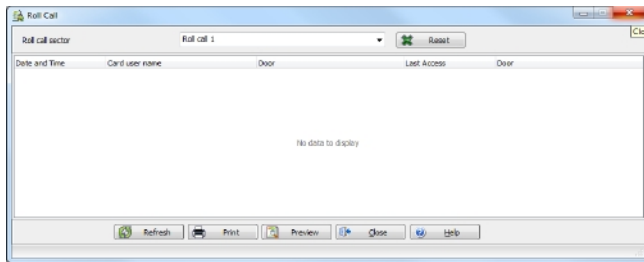 Roll Call
Clo
Roll call sector Roll call 1 Reset
Date and Time Card user name Door Last Access Door
No data to display
Refresh Print Preview Close Help